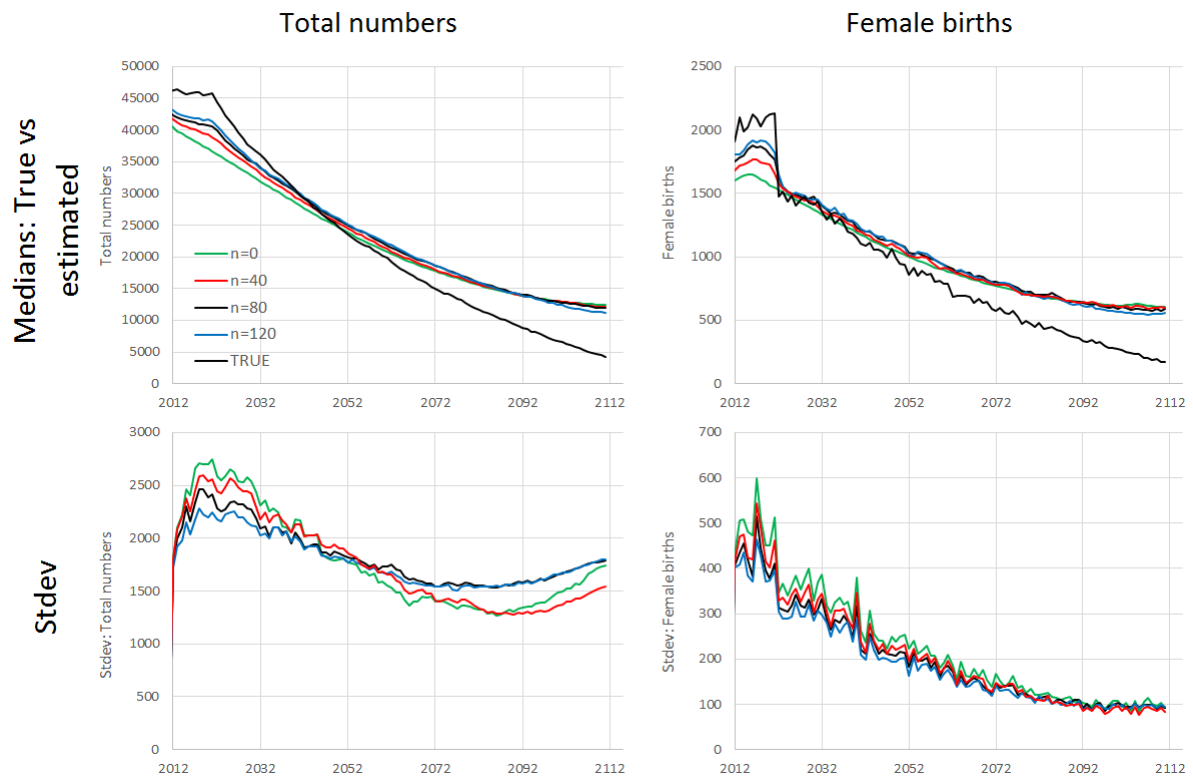 Total numbers
Female births
Medians: True vs
estimated
Total numbers
50000
45000
40000
35000
30000
25000
20000
15000
10000
5000
0
n=0
n=40
n=80
n=120
TRUE
2012 2032 2052 2072 2092 2112
Female births
2500
2000
1500
1000
500
0
2012 2032 2052 2072 2092 2112
Stdev
Stdev: Total numbers
3000
2500
2000
1500
1000
500
0
2012 2032 2052 2072 2092 2112
Stdev: Female births
700
600
500
400
300
200
100
0
2012 2032 2052 2072 2092 2112